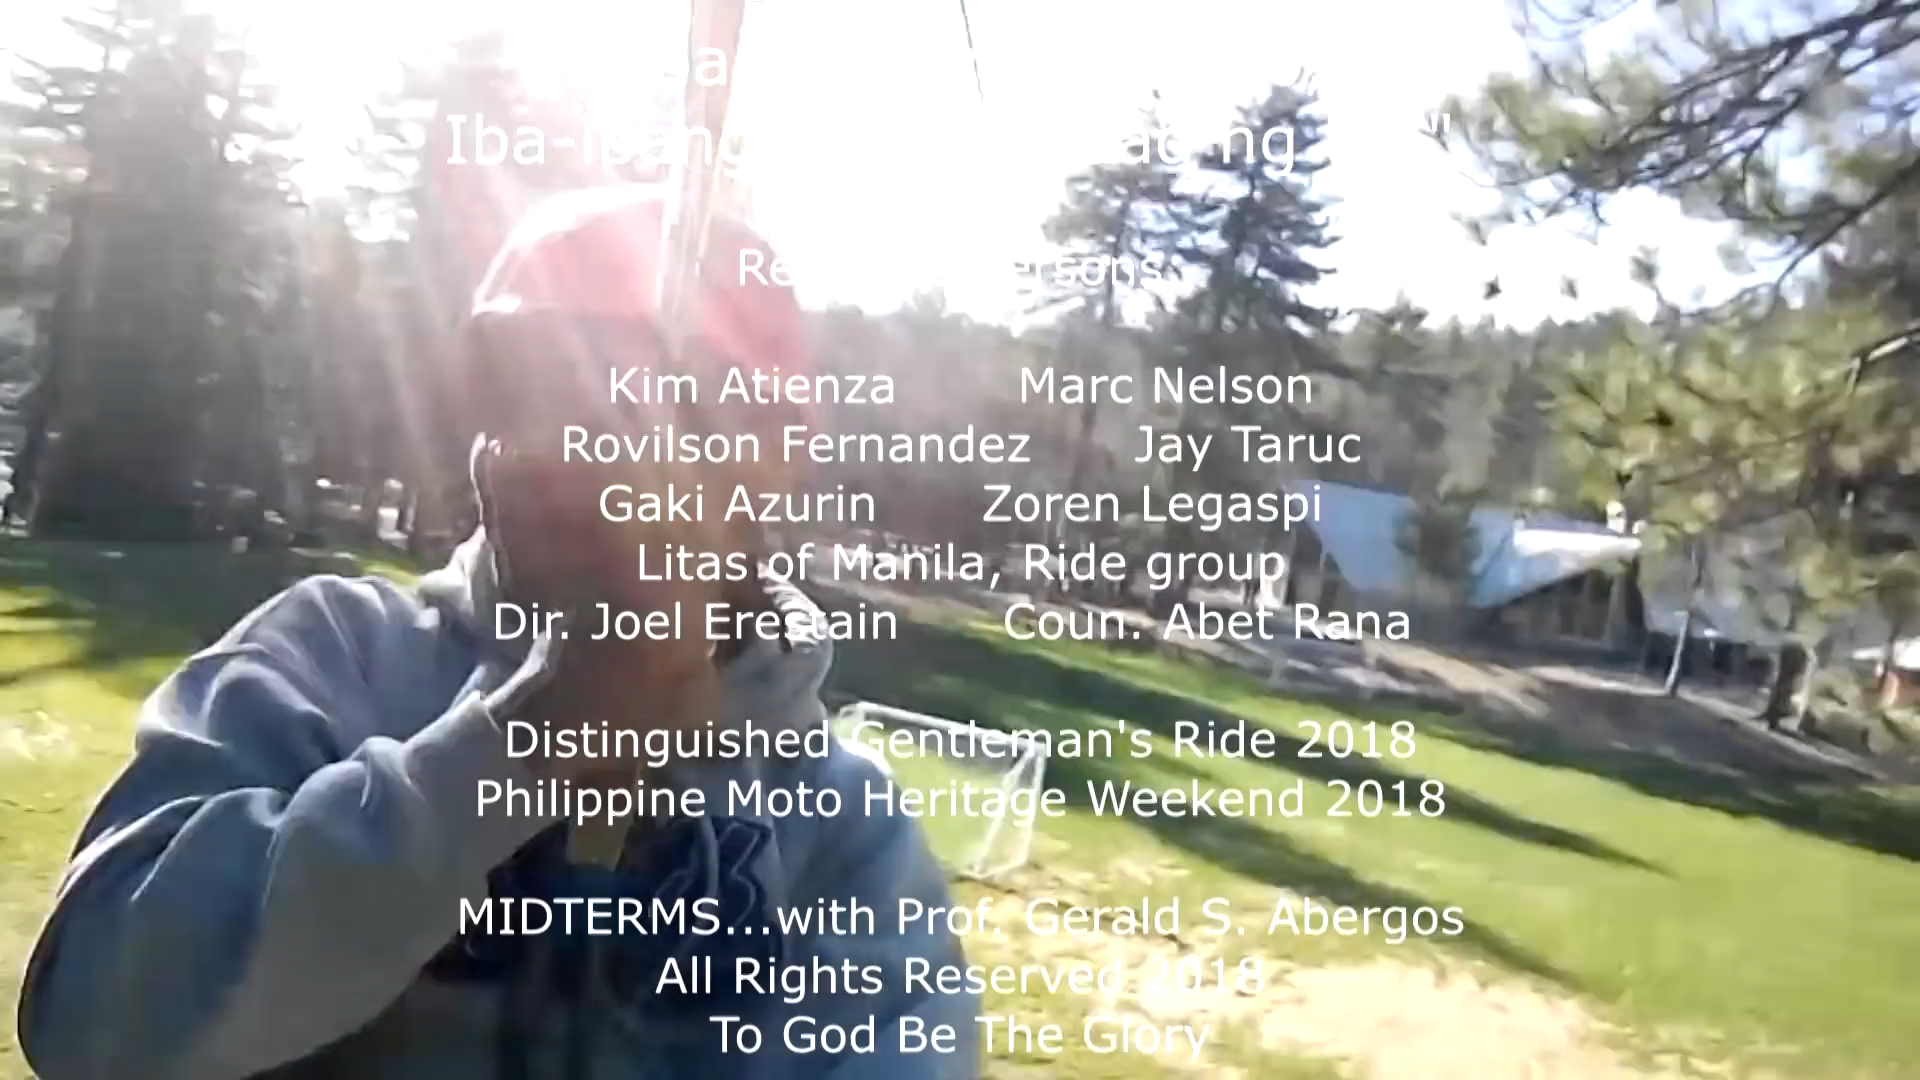 Iba-ibang
Kim Atienza Marc Nelson
Rovilson Fernandez Jay Taruc
Gaki Azurin Zoren Legaspi
Litas of Manila, Ride group
Dir. Joel Erestain Coun. Abet Rana
Distinguished Gentleman's Ride 2018
Philippine Moto Heritage Weekend 2018
MIDTERMS...with Prof. Gerald S. Abergos
All Rights Reserved 2018
To God Be The Glory